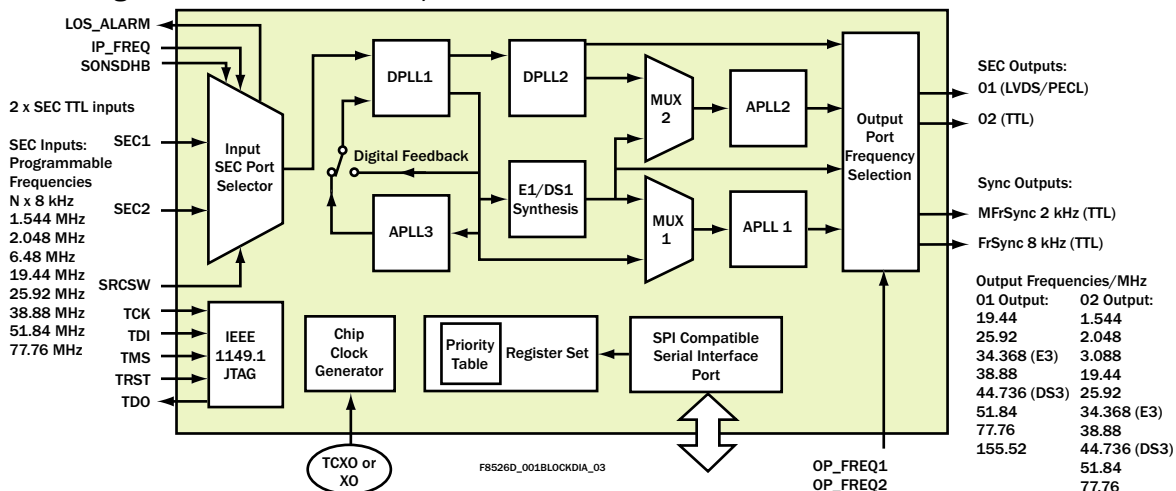 LOS_ALARM
IP_FREQ
SONSDHB
2 x SEC TTL inputs
SEC Inputs:
Programmable
Frequencies
N x 8 kHz
1.544 MHz
2.048 MHz
6.48 MHz
19.44 MHz
25.92 MHz
38.88 MHz
51.84 MHz
77.76 MHz
SEC1
SEC2
SRCSW
TCK
TDI
TMS
TRST
TDO
Input
SEC Port
Selector
IEEE
1149.1
JTAG
DPLL1
DPLL2
Digital Feedback
APLL3
E1/DS1
Synthesis
MUX
2
MUX
1
APLL2
APLL 1
Output
Port
Frequency
Selection
Chip
Clock
Generator
Priority
Table
Register Set
SPI Compatible
Serial Interface
Port
TCXO or
XO
F8526D_001BLOCKDIA_03
OP_FREQ1
OP_FREQ2
SEC Outputs:
01 (LVDS/PECL)
02 (TTL)
Sync Outputs:
MFrSync 2 kHz (TTL)
FrSync 8 kHz (TTL)
Output Frequencies/MHz
01 Output: 02 Output:
19.44 1.544
25.92 2.048
34.368 (E3) 3.088
38.88 19.44
44.736 (DS3) 25.92
51.84 34.368 (E3)
77.76 38.88
155.52 44.736 (DS3)
51.84
77.76